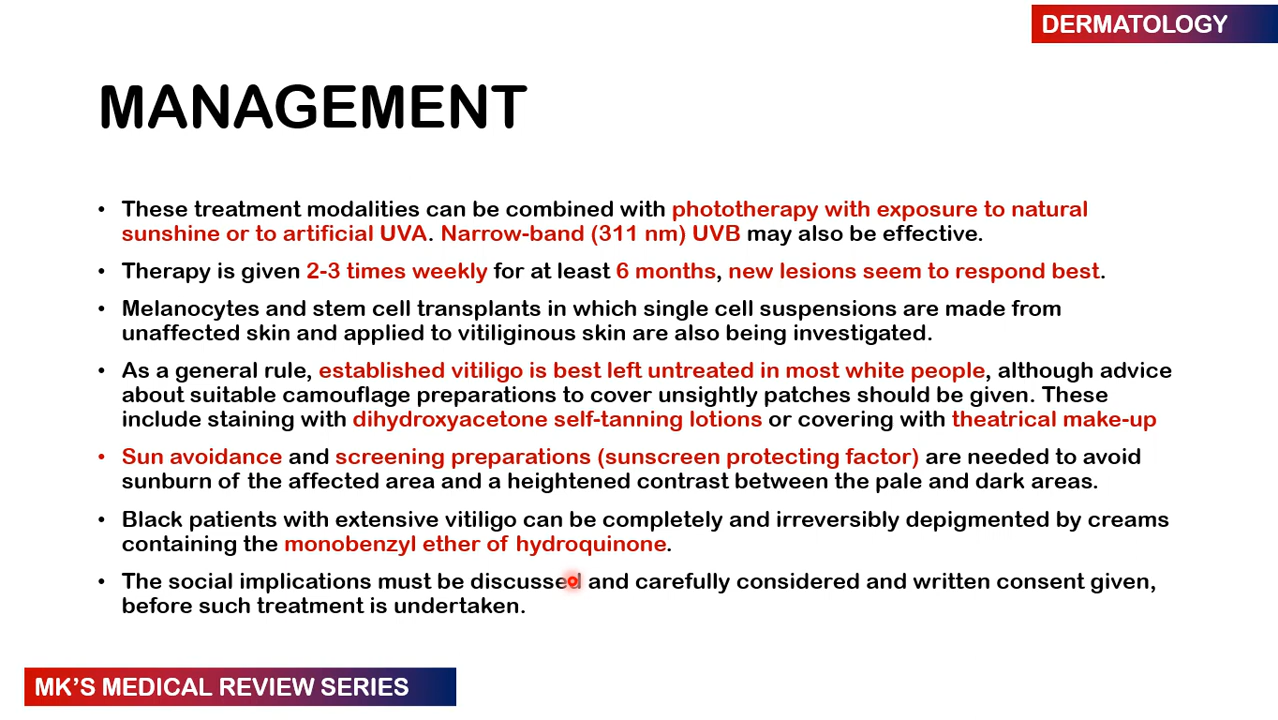 DERMATOLOGY
MANAGEMENT
• These treatment modalities can be combined with phototherapy with exposure to natural
sunshine or to artificial UVA. Narrow-band (311 nm) UVB may also be effective.
• Therapy is given 2-3 times weekly for at least 6 months, new lesions seem to respond best.
• Melanocytes and stem cell transplants in which single cell suspensions are made from
unaffected skin and applied to vitiliginous skin are also being investigated.
• As a general rule, established vitiligo is best left untreated in most white people, although advice
about suitable camouflage preparations to cover unsightly patches should be given. These
include staining with dihydroxyacetone self-tanning lotions or covering with theatrical make-up
• Sun avoidance and screening preparations (sunscreen protecting factor) are needed to avoid
sunburn of the affected area and a heightened contrast between the pale and dark areas.
• Black patients with extensive vitiligo can be completely and irreversibly depigmented by creams
containing the monobenzyl ether of hydroquinone.
• The social implications must be discussed and carefully considered and written consent given,
before such treatment is undertaken.
MK'S MEDICAL REVIEW SERIES